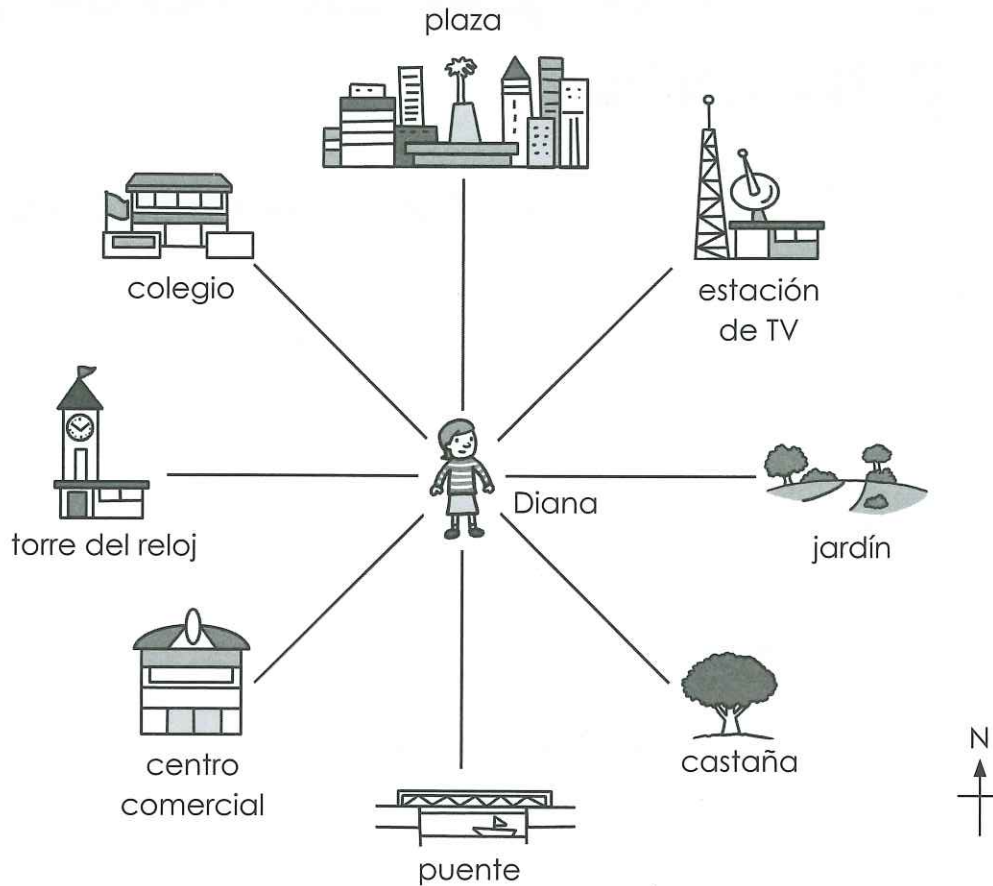 plaza
colegio
estación
de TV
Diana
torre del reloj
jardín
centro
comercial
castaña
N
puente